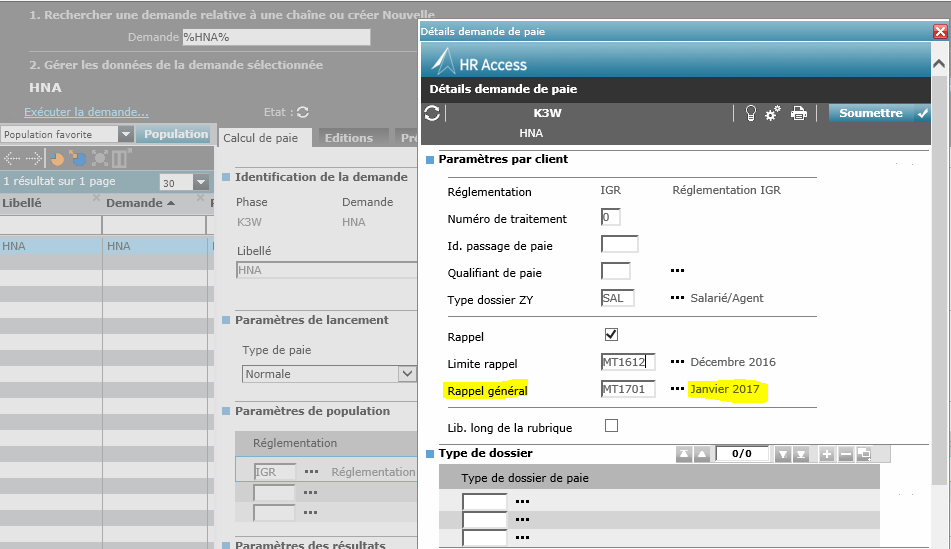 1. Rechercher une demande relative à une chaîne ou créer Nouvelle
Demande %HNA%
2. Gérer les données de la demande sélectionnée
HNA
Exécuter la demande... Etat :
Population favorite Population
1 résultat sur 1 page 30
Libellé Demande
HNA HNA
Calcul de paie Editions Pré
Identification de la demande
Phase Demande
K3W HNA
Libellé
HNA
Paramètres de lancement
Type de paie
Normale
Paramètres de population
Réglementation
IGR ... Réglementation
...
...
Paramètres des résultats
Détails demande de paie
HR Access
Détails demande de paie
K3W Soumettre
HNA
Paramètres par client
Réglementation IGR Réglementation IGR
Numéro de traitement 0
Id. passage de paie
Qualifiant de paie ...
Type dossier ZY SAL ... Salarié/Agent
Rappel
Limite rappel MT1612 ... Décembre 2016
Rappel général MT1701 ... Janvier 2017
Lib. long de la rubrique
Type de dossier 0/0
Type de dossier de paie
...
...
...